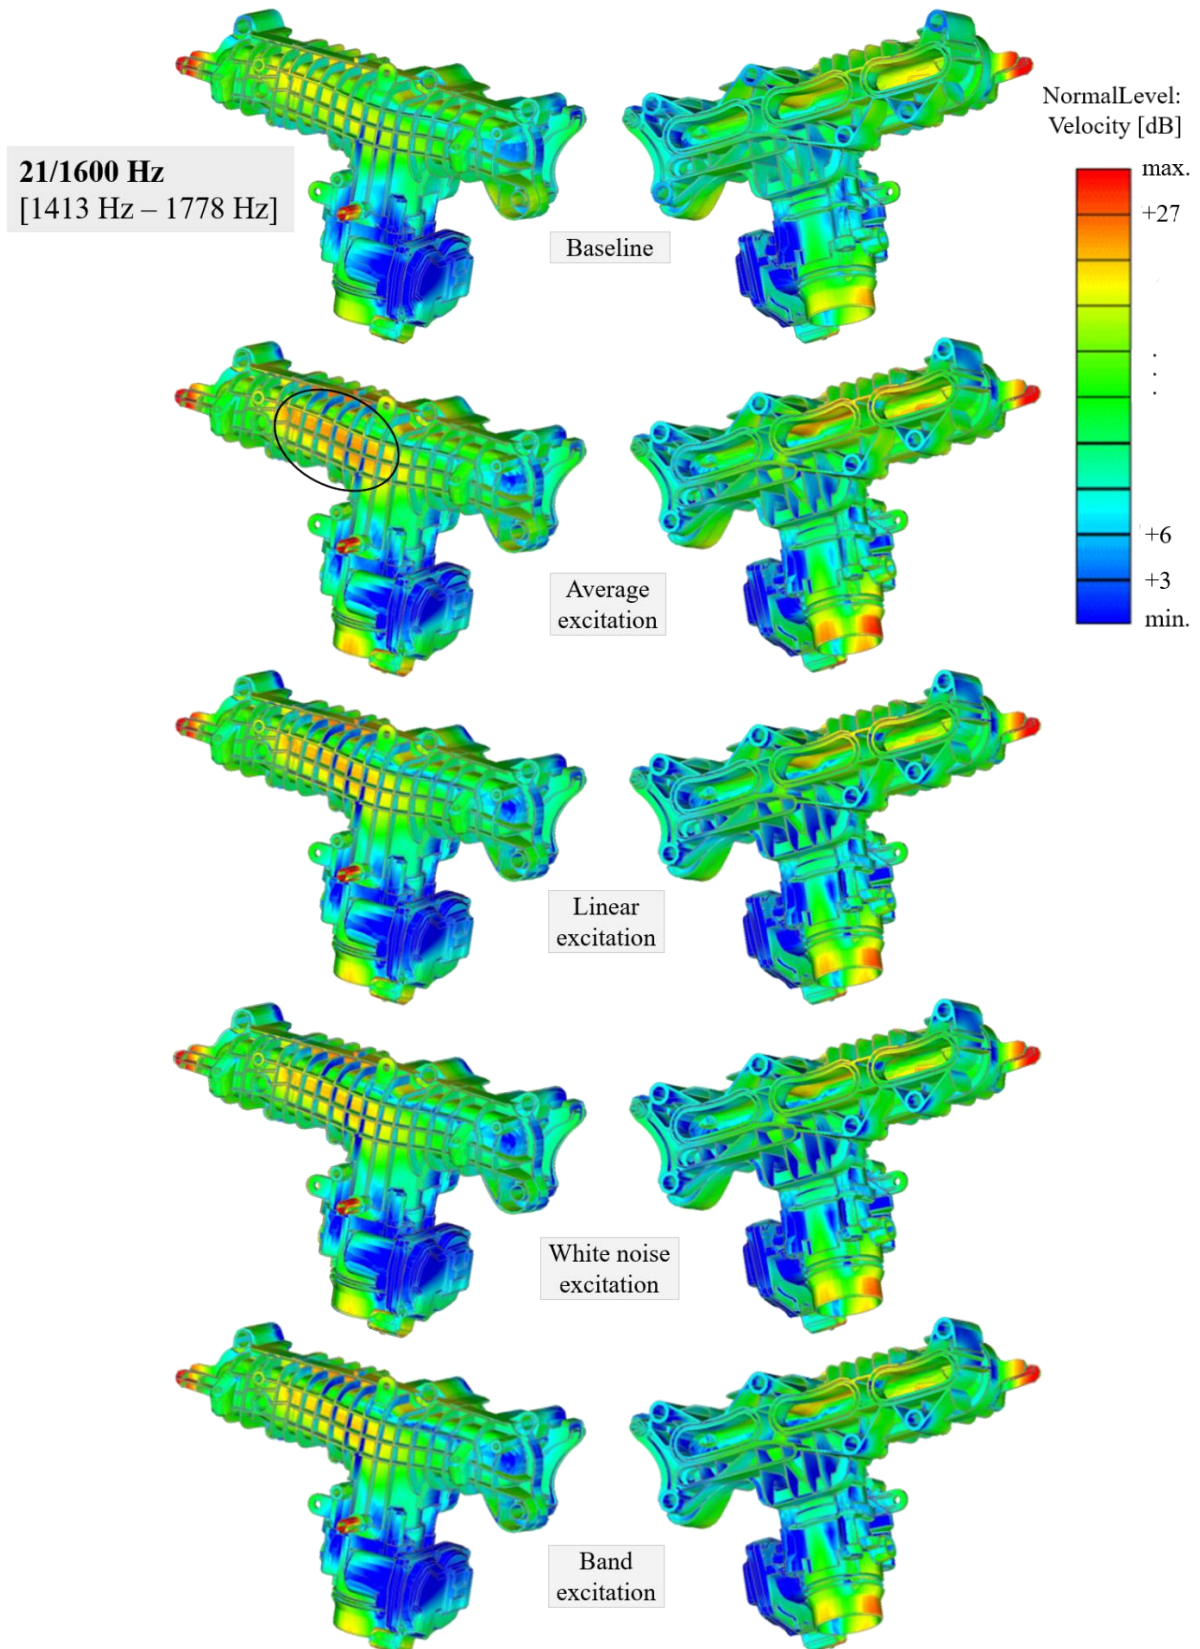 NormalLevel:
Velocity [dB]
21/1600 Hz
[1413 Hz – 1778 Hz]
max.
+27
+6
+3
min.
Baseline
Average
excitation
Linear
excitation
White noise
excitation
Band
excitation